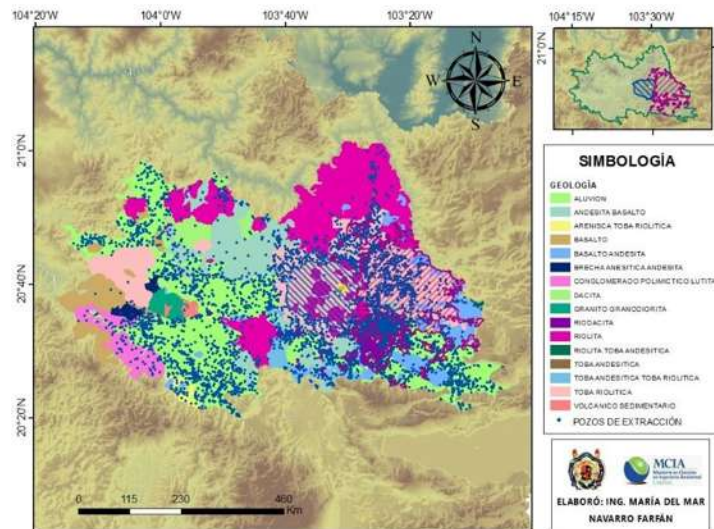 104°20'W 104°0'W 103°40'W 103°20'W
104°15'W 103°30'W
21°0'N
N
W E
S
21°0'N
20°40'N
20°20'N
SIMBOLOGÍA
GEOLOGÍA
ALUVION
ANDESITA BASALTO
ARENISCA TOBA RIOLITICA
BASALTO
BASALTO ANDESITA
BRECHA ANESITICA ANDESITA
CONGLOMERADO POLIMICTICO LUTITA
DACITA
GRANITO GRANODIORITA
RIODACITA
RIOLITA
RIOLITA TOBA ANDESITICA
TOBA ANDESITICA
TOBA ANDESITICA TOBA RIOLITICA
TOBA RIOLITICA
VOLCANICO SEDIMENTARIO
POZOS DE EXTRACCIÓN
0 115 230 460
Km
MCIA
ELABORÓ: ING. MARÍA DEL MAR
NAVARRO FARFÁN